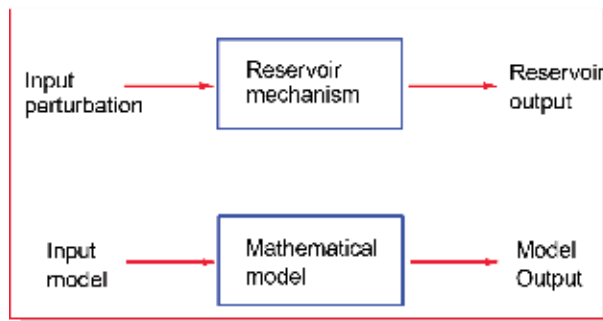 Input
perturbation
Reservoir
mechanism
Reservoir
output
Input
model
Mathematical
model
Model
Output